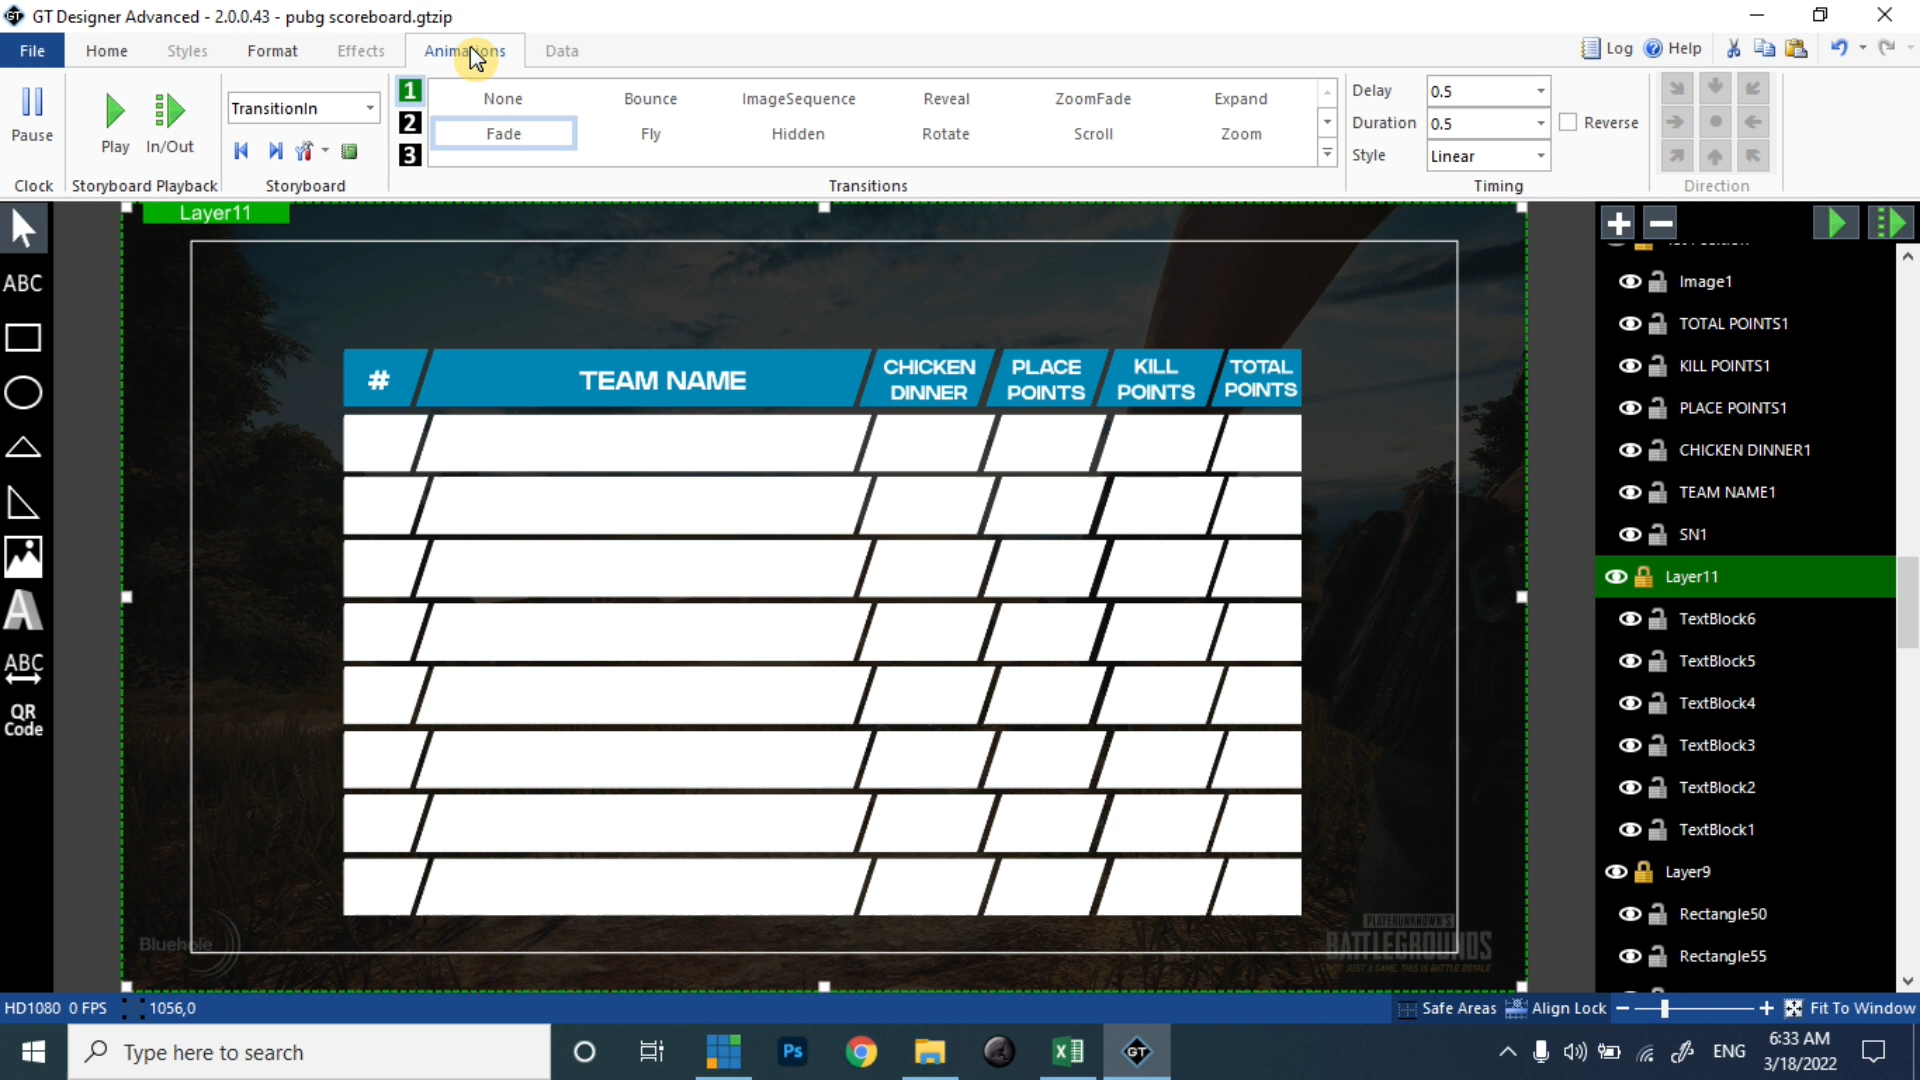 GT Designer Advanced - 2.0.0.43 - pubg scoreboard.gtzip
File Home Styles Format Effects Animations Data
Log Help
Pause
Play In/Out
TransitionIn
1
2
3
None Bounce ImageSequence Reveal ZoomFade Expand
Fade Fly Hidden Rotate Scroll Zoom
Delay 0.5
Duration 0.5
Reverse
Style Linear
Clock Storyboard Playback Storyboard Transitions Timing Direction
Layer11
ABC
ABC
QR
Code
# TEAM NAME CHICKEN DINNER PLACE POINTS KILL POINTS TOTAL POINTS
Bluehole
PLAYERUNKNOWN'S
BATTLEGROUNDS
Image1
TOTAL POINTS1
KILL POINTS1
PLACE POINTS1
CHICKEN DINNER1
TEAM NAME1
SN1
Layer11
TextBlock6
TextBlock5
TextBlock4
TextBlock3
TextBlock2
TextBlock1
Layer9
Rectangle50
Rectangle55
HD1080 0 FPS 1056,0
Safe Areas Align Lock Fit To Window
Type here to search
Ps
GT
ENG
6:33 AM
3/18/2022